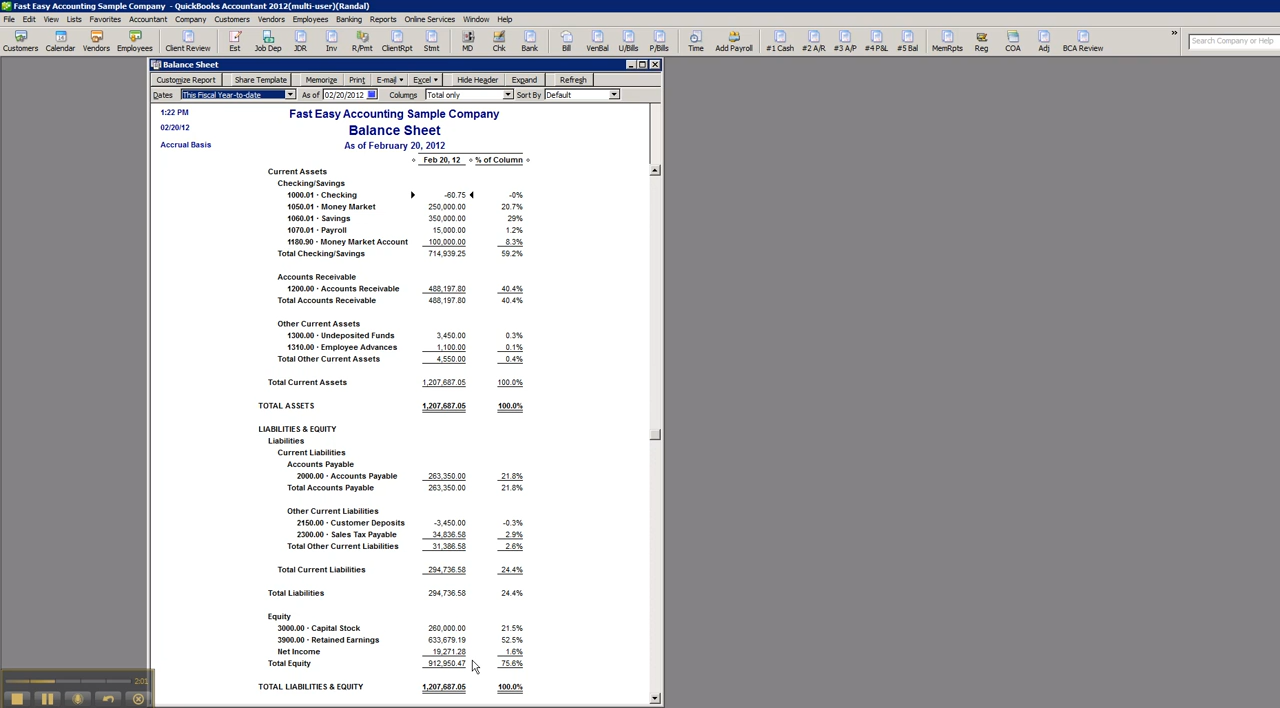 Fast Easy Accounting Sample Company - QuickBooks Accountant 2012(multi-user)(Randal)
File Edit View Lists Favorites Accountant Company Customers Vendors Employees Banking Reports Online Services Window Help
Customers Calendar Vendors Employees Client Review Est Job Dep JDR Inv R/Pmt ClientRpt Stmt MD Chk Bank Bill VenBal U/Bills P/Bills Time Add Payroll #1 Cash #2 A/R #3 A/P #4 P&L #5 Bal MemRpts Reg COA Adj BCA Review » Search Company or Help
Balance Sheet
Customize Report Share Template Memorize Print E-mail Excel Hide Header Expand Refresh
Dates This Fiscal Year-to-date As of 02/20/2012 Columns Total only Sort By Default
1:22 PM Fast Easy Accounting Sample Company
02/20/12 Balance Sheet
Accrual Basis As of February 20, 2012
Feb 20, 12 % of Column
Current Assets
Checking/Savings
1000.01 · Checking -60.75 -0%
1050.01 · Money Market 250,000.00 20.7%
1060.01 · Savings 350,000.00 29%
1070.01 · Payroll 15,000.00 1.2%
1180.90 · Money Market Account 100,000.00 8.3%
Total Checking/Savings 714,939.25 59.2%
Accounts Receivable
1200.00 · Accounts Receivable 488,197.80 40.4%
Total Accounts Receivable 488,197.80 40.4%
Other Current Assets
1300.00 · Undeposited Funds 3,450.00 0.3%
1310.00 · Employee Advances 1,100.00 0.1%
Total Other Current Assets 4,550.00 0.4%
Total Current Assets 1,207,687.05 100.0%
TOTAL ASSETS 1,207,687.05 100.0%
LIABILITIES & EQUITY
Liabilities
Current Liabilities
Accounts Payable
2000.00 · Accounts Payable 263,350.00 21.8%
Total Accounts Payable 263,350.00 21.8%
Other Current Liabilities
2150.00 · Customer Deposits -3,450.00 -0.3%
2300.00 · Sales Tax Payable 34,836.58 2.9%
Total Other Current Liabilities 31,386.58 2.6%
Total Current Liabilities 294,736.58 24.4%
Total Liabilities 294,736.58 24.4%
Equity
3000.00 · Capital Stock 260,000.00 21.5%
3900.00 · Retained Earnings 633,679.19 52.5%
Net Income 19,271.28 1.6%
Total Equity 912,950.47 75.6%
TOTAL LIABILITIES & EQUITY 1,207,687.05 100.0%
2:01